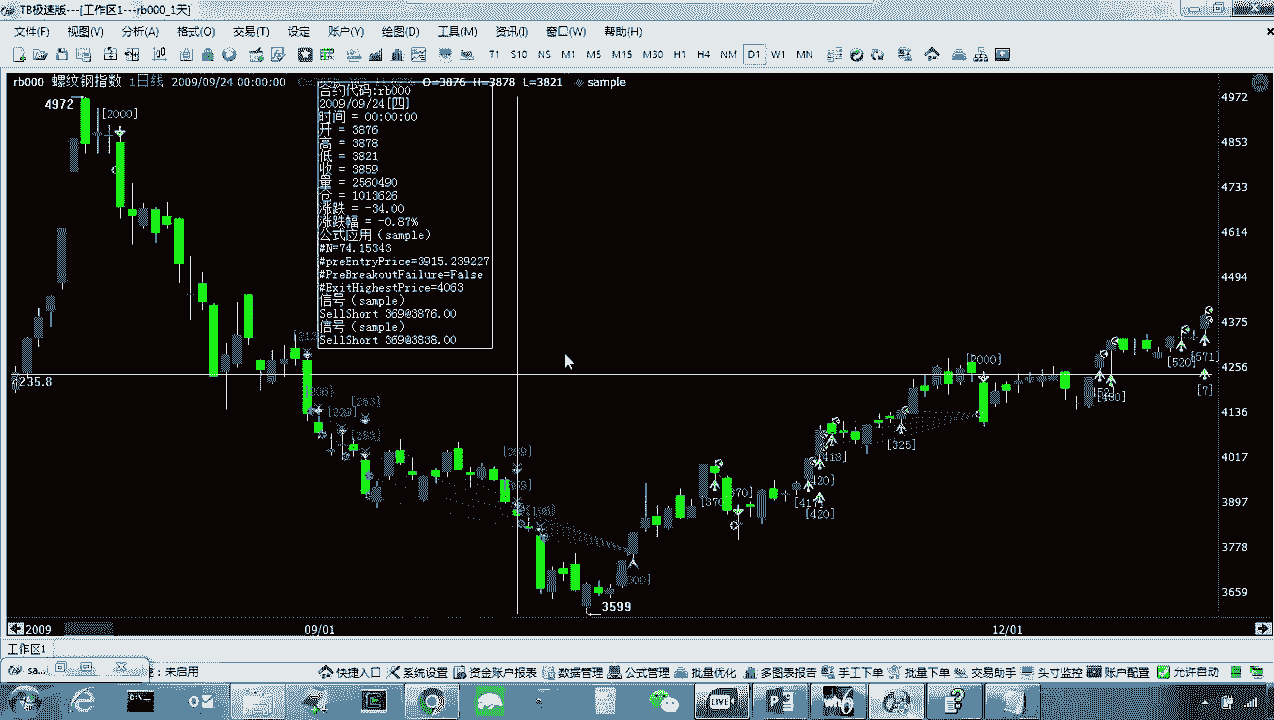 TB极速版---[工作区1---rb000_1天]
文件(F) 视图(V) 分析(A) 格式(O) 交易(T) 设定 账户(Y) 绘图(D) 工具(M) 资讯(I) 窗口(W) 帮助(H)
T1 S10 NS M1 M5 M15 M30 H1 H4 NM D1 W1 MN
rb000 螺纹钢指数 1日线 2009/09/24 00:00:00 O=3876 H=3878 L=3821 sample
合约代码:rb000
2009/09/24[四]
时间 = 00:00:00
开 = 3876
高 = 3878
低 = 3821
收 = 3859
量 = 2560490
仓 = 1013626
涨跌 = -34.00
涨跌幅 = -0.87%
公式应用(sample)
#N=74.15343
#preEntryPrice=3915.239227
#PreBreakoutFailure=False
#ExitHighestPrice=4063
信号(sample)
SellShort 369@3876.00
信号(sample)
SellShort 369@3838.00
4972
[2000]
[2000]
[325]
[420]
[520]
[671]
[7]
3599
4972
4853
4733
4614
4494
4375
4256
4136
4017
3897
3778
3659
2009 09/01 12/01
工作区1
sa... 未启用 快捷入口 系统设置 资金账户报表 数据管理 公式管理 批量优化 多图表报告 手工下单 批量下单 交易助手 头寸监控 账户配置 允许自动
LIVE